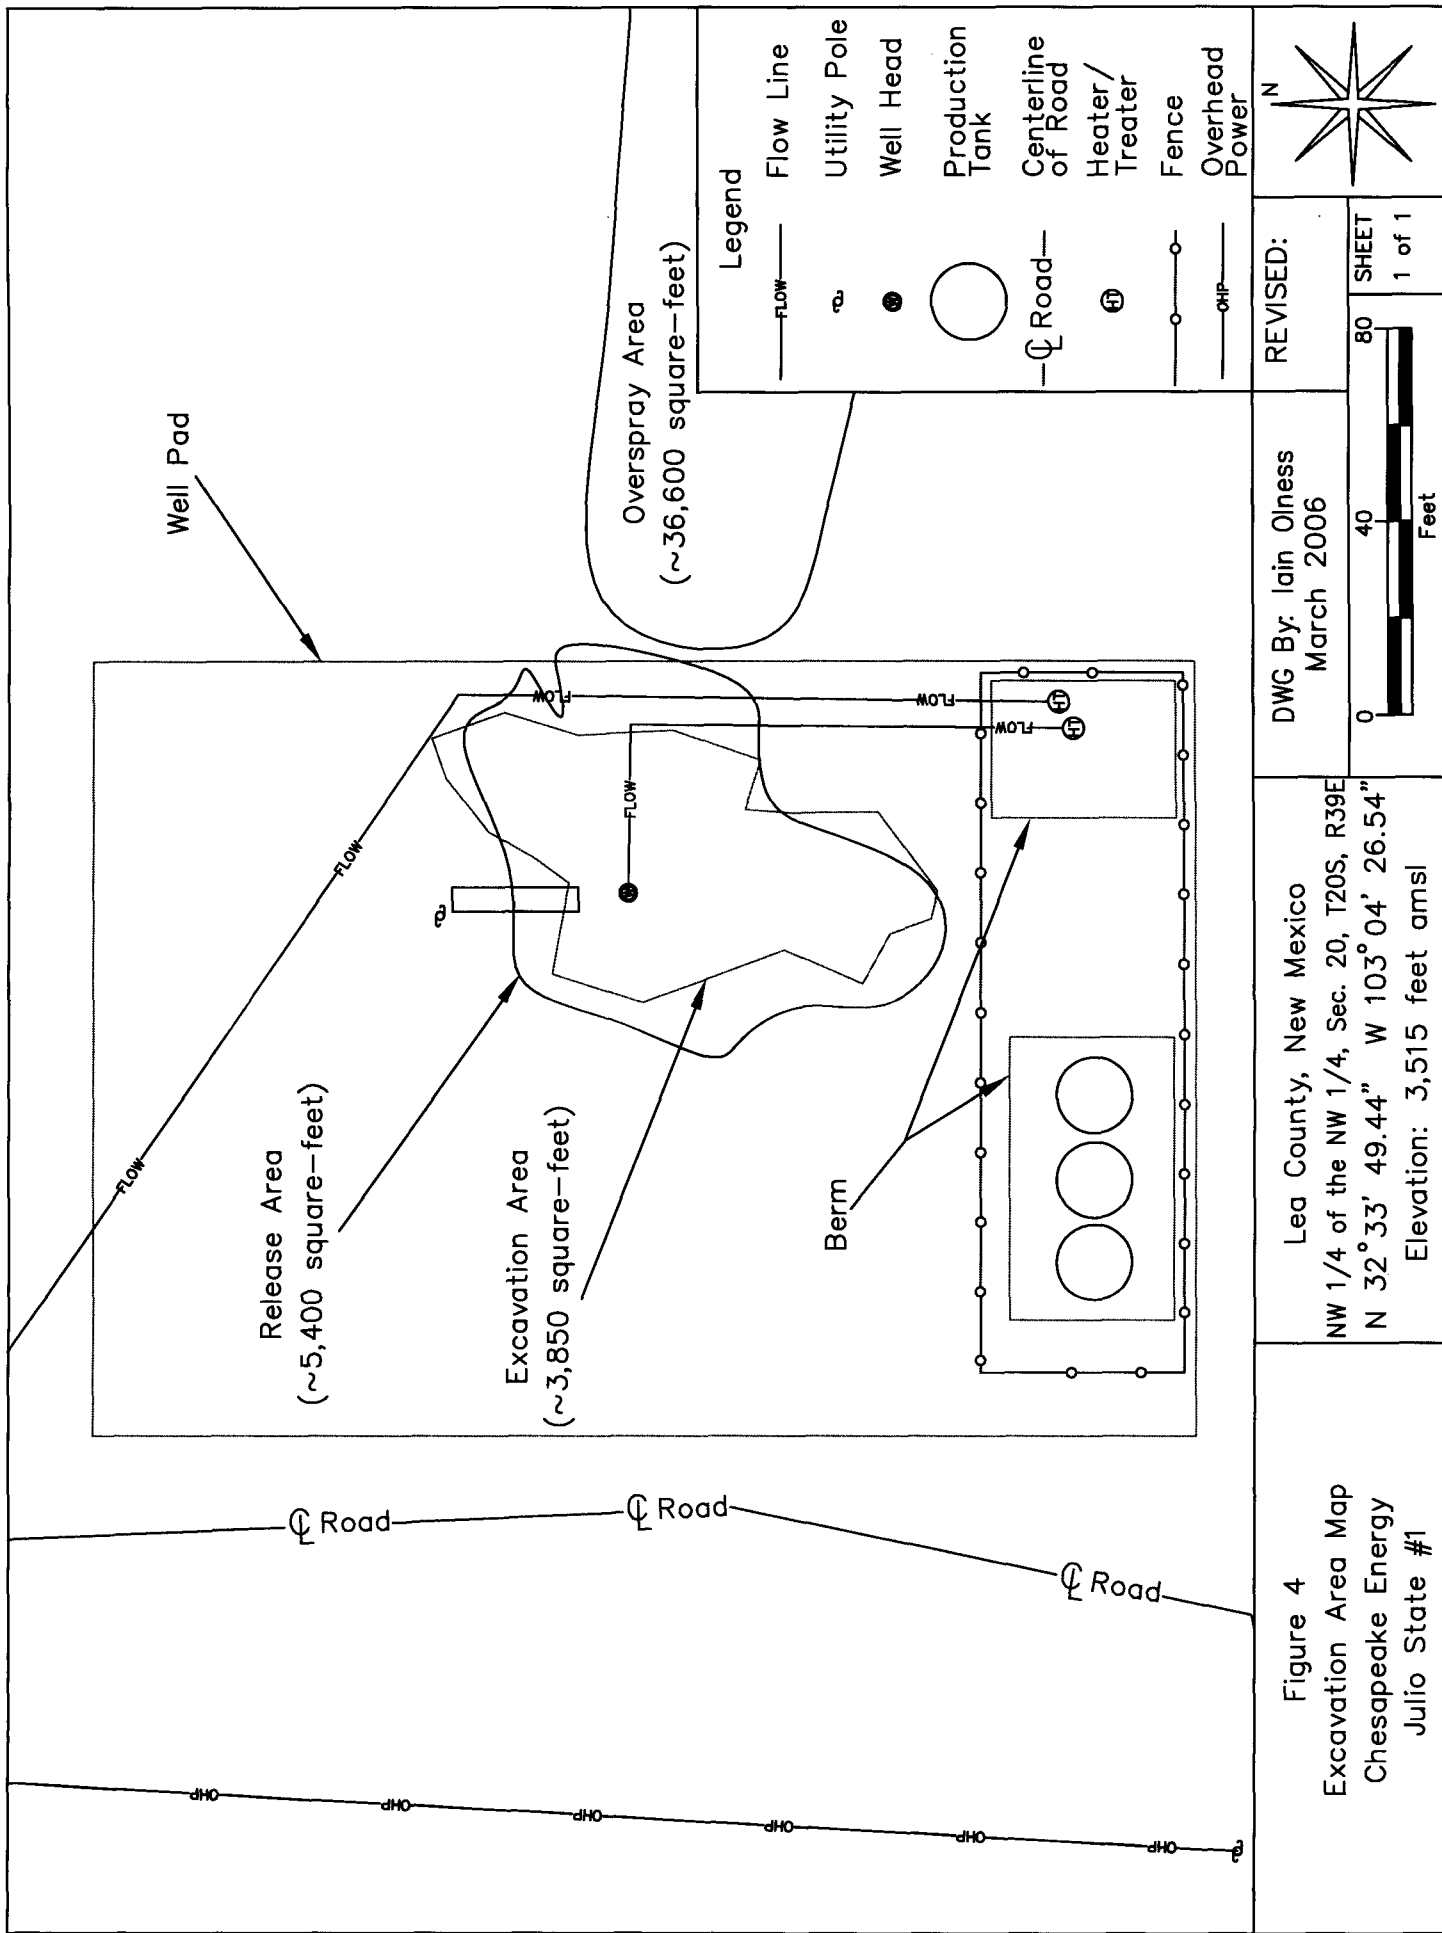 FLOW
FLOW
FLOW
FLOW
FLOW
FLOW
W
HT
HT
Well Pad
Release Area
(~5,400 square-feet)
Excavation Area
(~3,850 square-feet)
Overspray Area
(~36,600 square-feet)
Berm
℄ Road
℄ Road
℄ Road
OHP
OHP
OHP
OHP
OHP
OHP
Legend
FLOW
Flow Line
Utility Pole
W
Well Head
Production
Tank
℄ Road
Centerline
of Road
HT
Heater/
Treater
Fence
OHP
Overhead
Power
Figure 4
Excavation Area Map
Chesapeake Energy
Julio State #1
Lea County, New Mexico
NW 1/4 of the NW 1/4, Sec. 20, T20S, R39E
N 32°33' 49.44" W 103°04' 26.54"
Elevation: 3,515 feet amsl
DWG By: Iain Olness
March 2006
REVISED:
0 40 80
Feet
SHEET
1 of 1
N